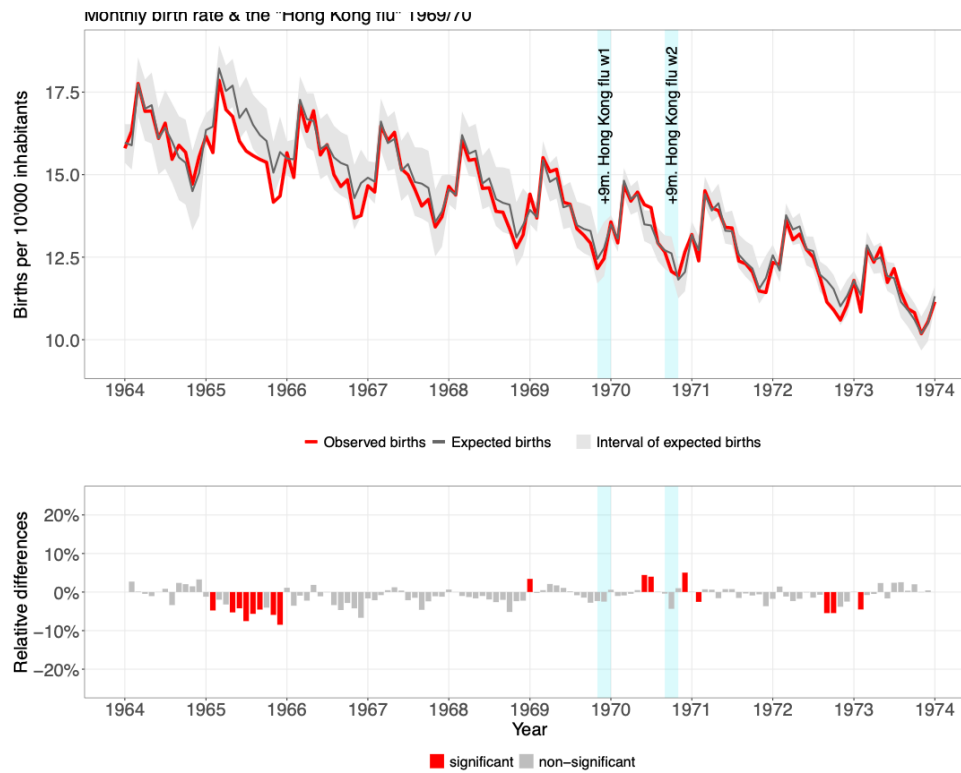 Monthly birth rate & the "Hong Kong flu" 1969/70
Births per 10'000 inhabitants
17.5
15.0
12.5
10.0
+9m. Hong Kong flu w1
+9m. Hong Kong flu w2
1964 1965 1966 1967 1968 1969 1970 1971 1972 1973 1974
Observed births Expected births Interval of expected births
Relatitve differences
20%
10%
0%
−10%
−20%
1964 1965 1966 1967 1968 1969 1970 1971 1972 1973 1974
Year
significant non−significant